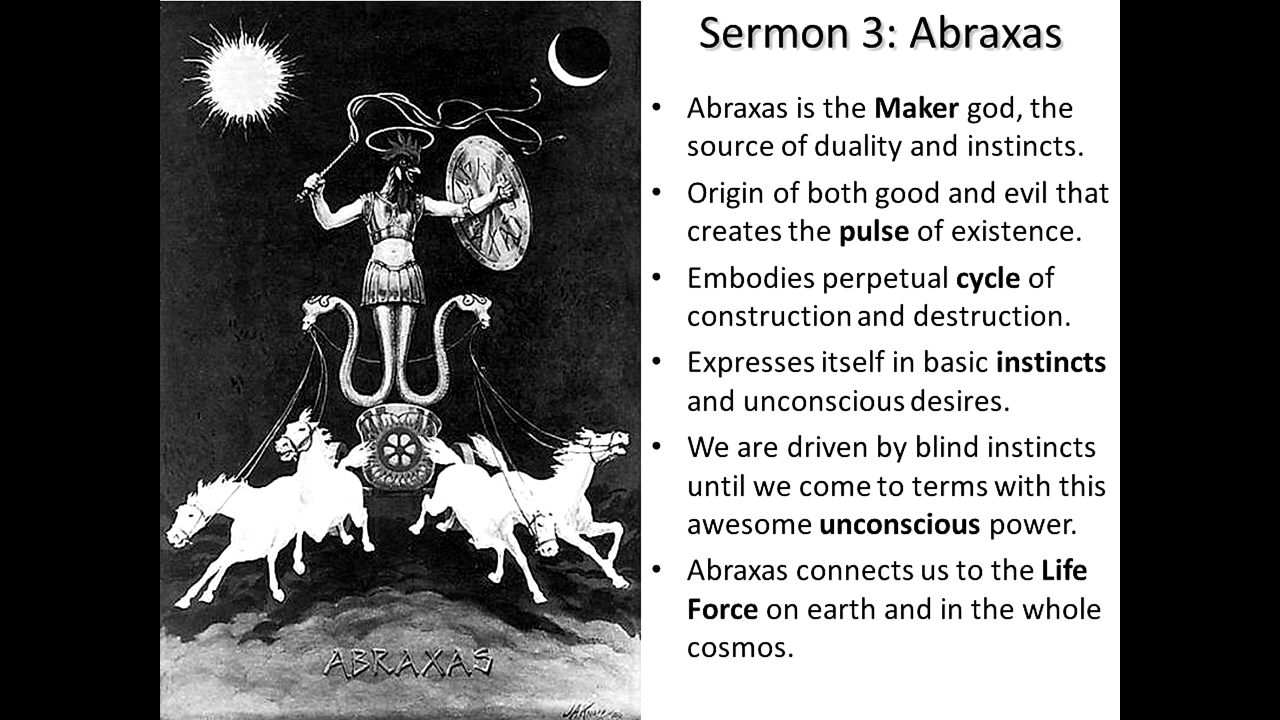 Sermon 3: Abraxas
• Abraxas is the Maker god, the
source of duality and instincts.
• Origin of both good and evil that
creates the pulse of existence.
• Embodies perpetual cycle of
construction and destruction.
• Expresses itself in basic instincts
and unconscious desires.
• We are driven by blind instincts
until we come to terms with this
awesome unconscious power.
• Abraxas connects us to the Life
Force on earth and in the whole
cosmos.
ABRAXAS